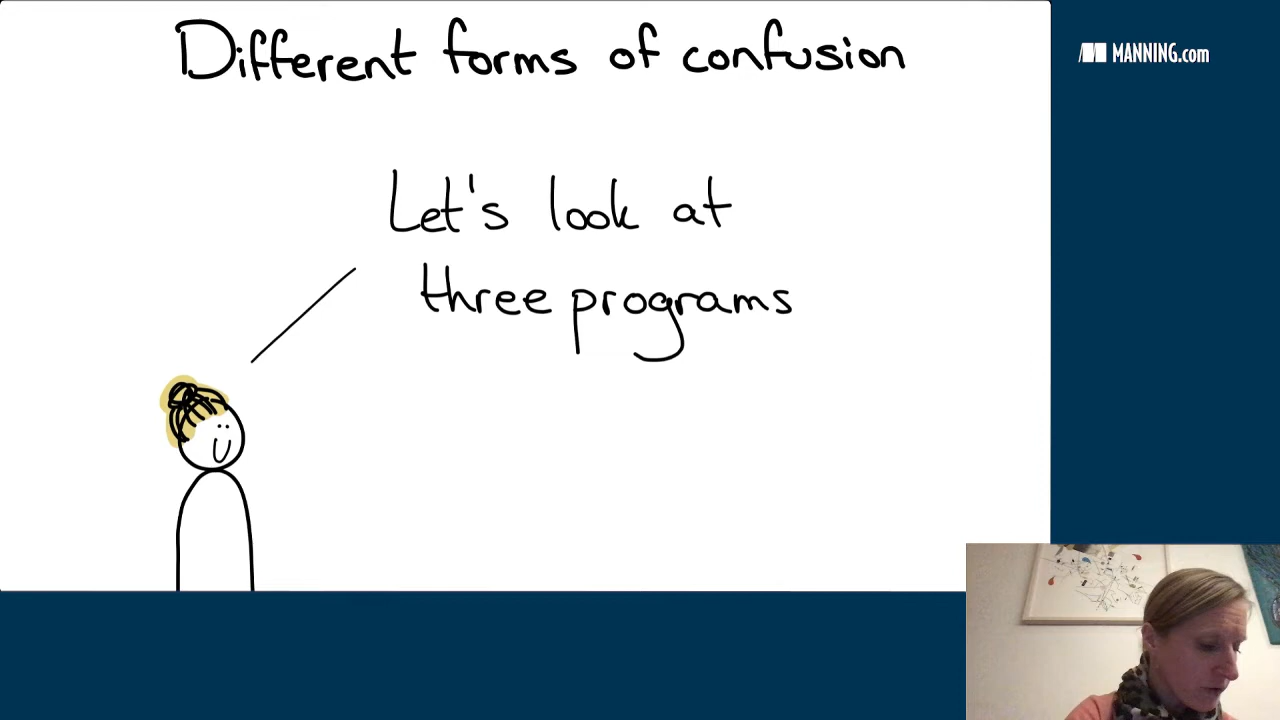 Different forms of confusion
MANNING.com
Let's look at
three programs